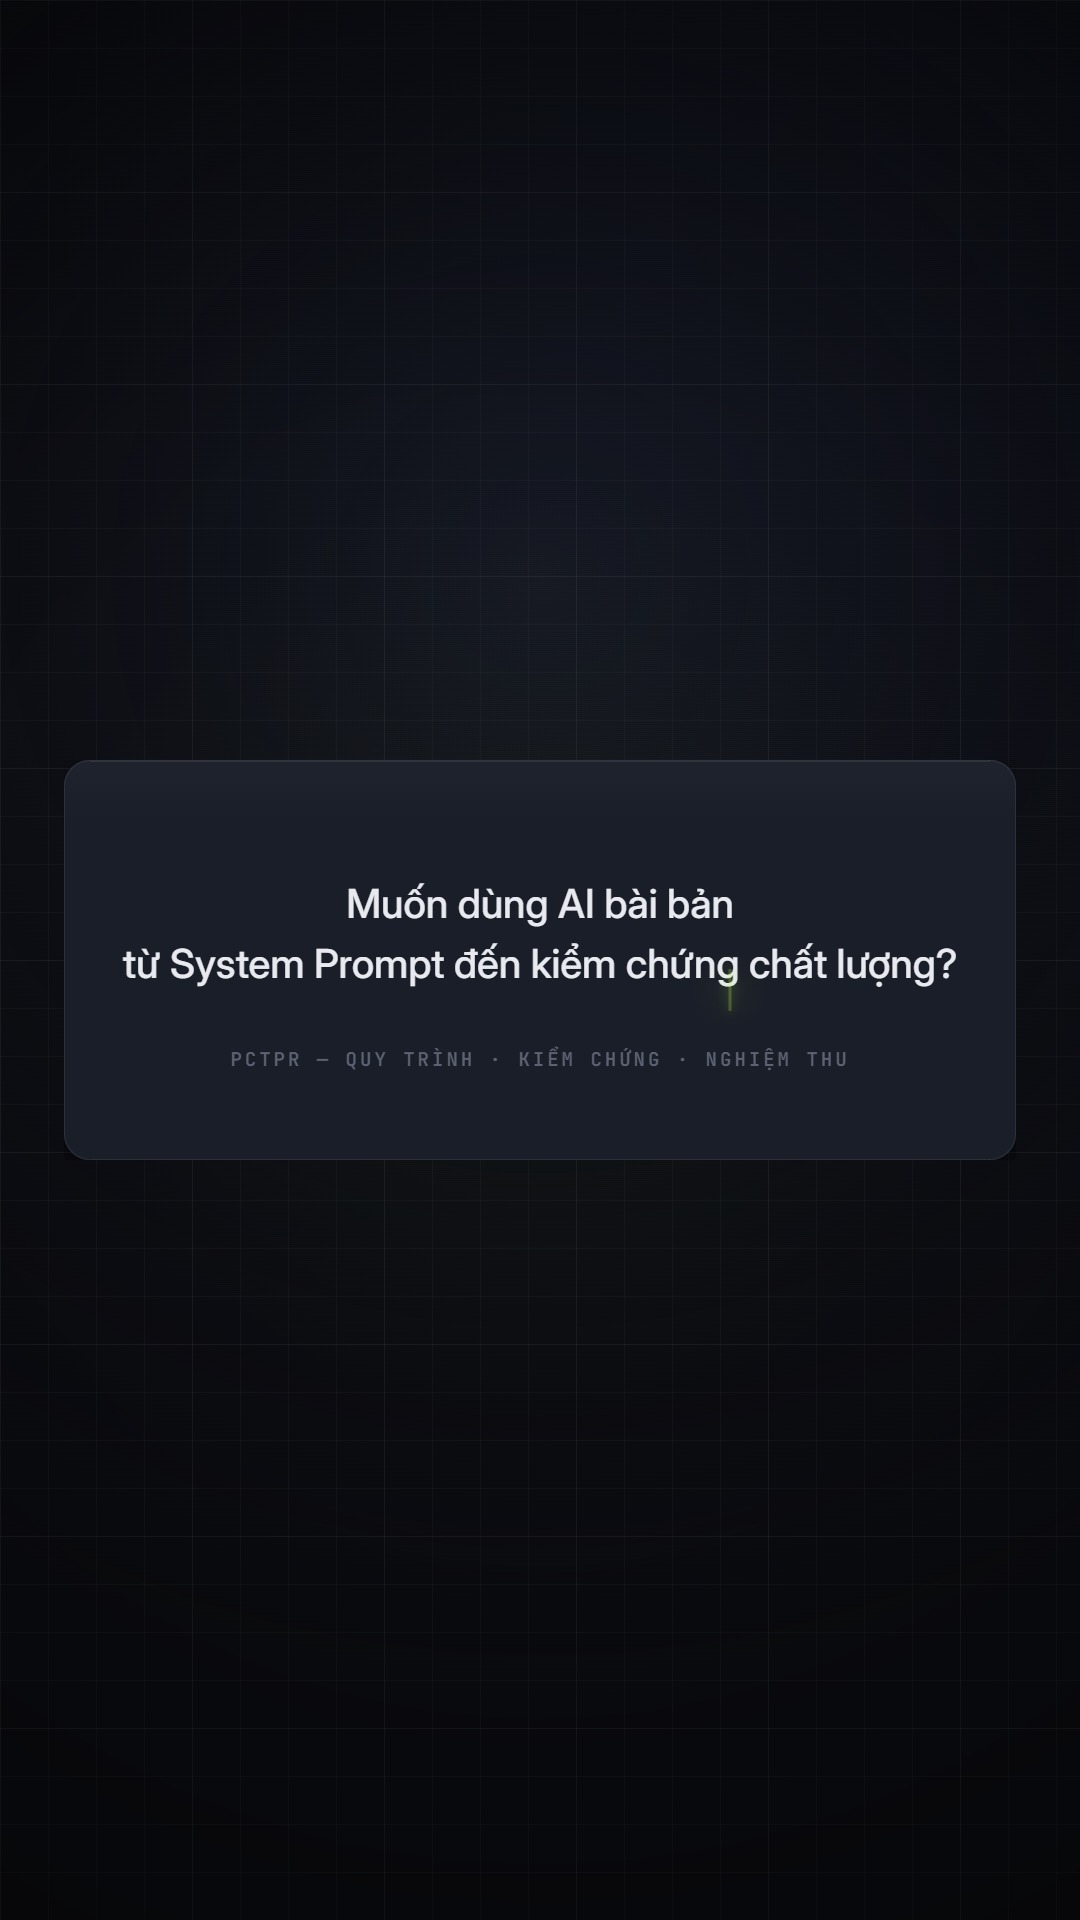 Muốn dùng AI bài bản
từ System Prompt đến kiểm chứng chất lượng?
PCTPR — QUY TRÌNH · KIỂM CHỨNG · NGHIỆM THU